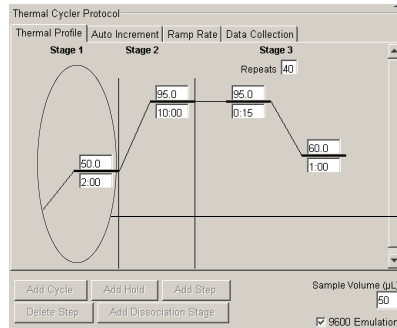 Thermal Cycler Protocol
Thermal Profile Auto Increment Ramp Rate Data Collection
Stage 1 Stage 2 Stage 3
Repeats 40
95.0 95.0
10:00 0:15
60.0
1:00
50.0
2:00
Add Cycle Add Hold Add Step
Delete Step Add Dissociation Stage
Sample Volume (µL)
50
9600 Emulation